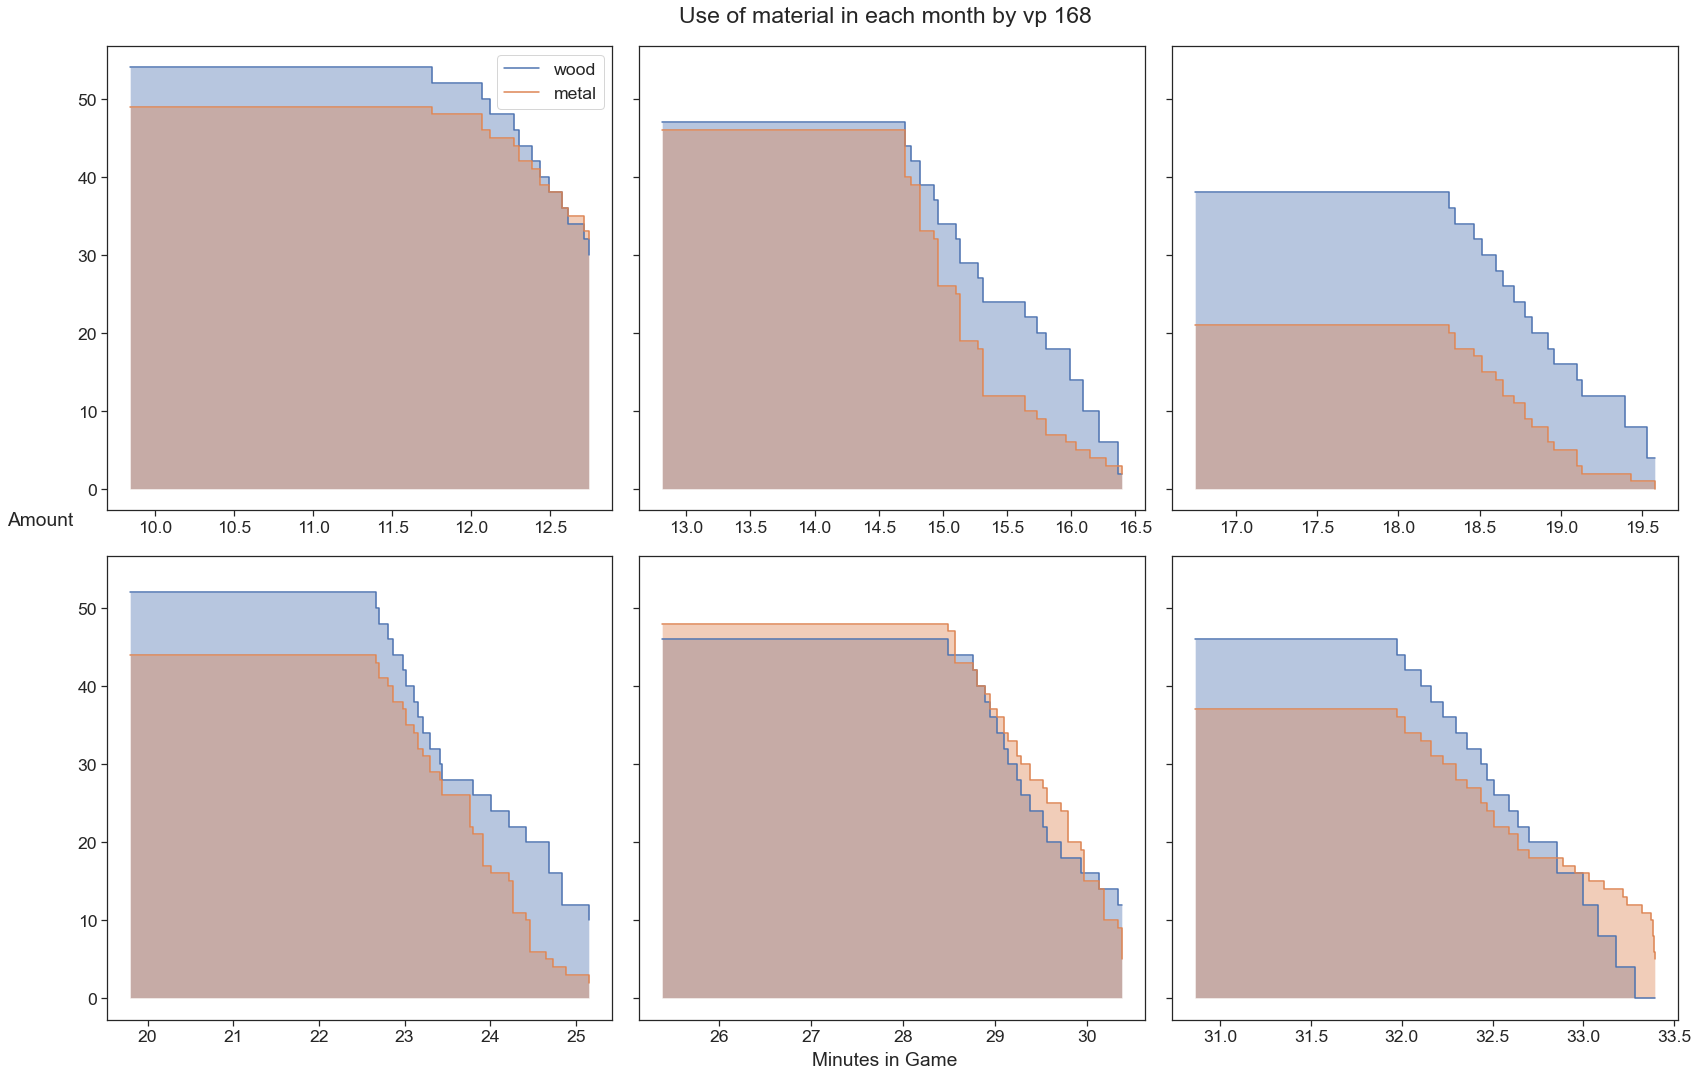 Use of material in each month by vp 168
wood
metal
50
40
30
20
10
0
10.0 10.5 11.0 11.5 12.0 12.5
13.0 13.5 14.0 14.5 15.0 15.5 16.0 16.5
17.0 17.5 18.0 18.5 19.0 19.5
Amount
50
40
30
20
10
0
20 21 22 23 24 25
26 27 28 29 30
31.0 31.5 32.0 32.5 33.0 33.5
Minutes in Game